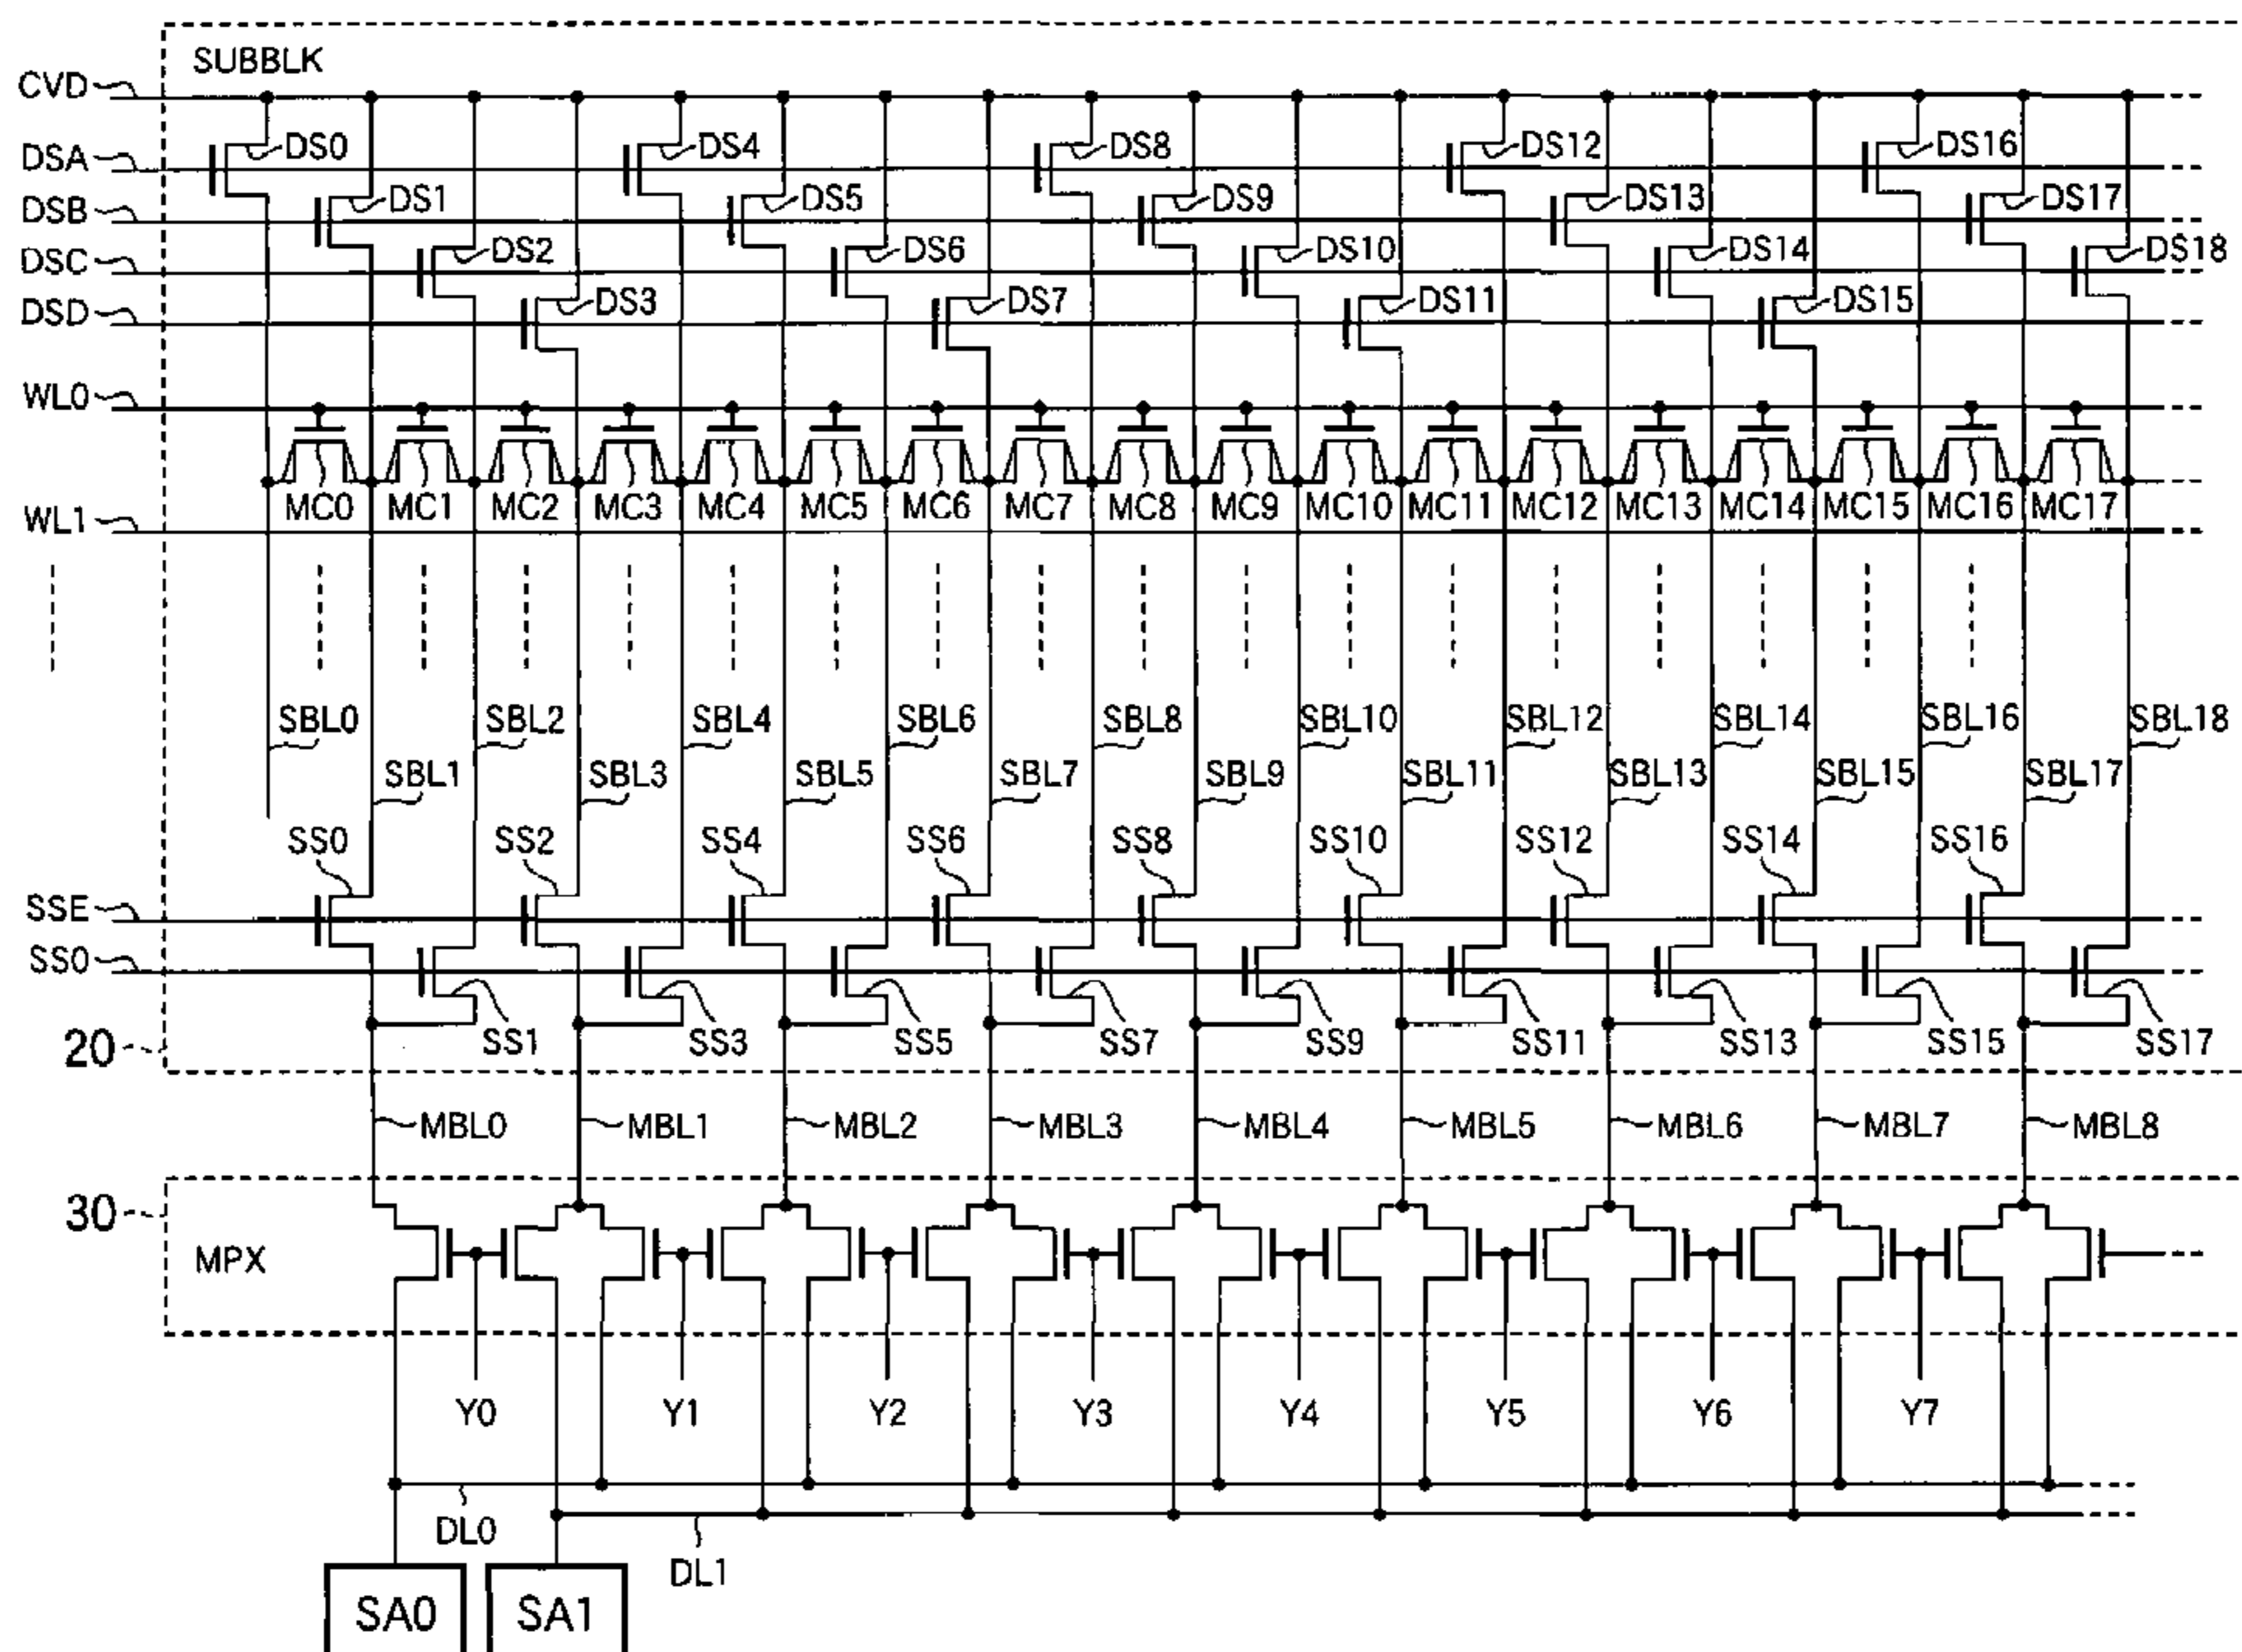 SUBBLK
CVD
DSA DS0 DS4 DS8 DS12 DS16
DSB DS1 DS5 DS9 DS13 DS17
DSC DS2 DS6 DS10 DS14 DS18
DSD DS3 DS7 DS11 DS15
WL0
MC0 MC1 MC2 MC3 MC4 MC5 MC6 MC7 MC8 MC9 MC10 MC11 MC12 MC13 MC14 MC15 MC16 MC17
WL1
SBL0 SBL2 SBL4 SBL6 SBL8 SBL10 SBL12 SBL14 SBL16 SBL18
SBL1 SBL3 SBL5 SBL7 SBL9 SBL11 SBL13 SBL15 SBL17
SS0 SS2 SS4 SS6 SS8 SS10 SS12 SS14 SS16
SSE
SSO
20 SS1 SS3 SS5 SS7 SS9 SS11 SS13 SS15 SS17
MBL0 MBL1 MBL2 MBL3 MBL4 MBL5 MBL6 MBL7 MBL8
30
MPX
Y0 Y1 Y2 Y3 Y4 Y5 Y6 Y7
DL0
DL1
SA0 SA1